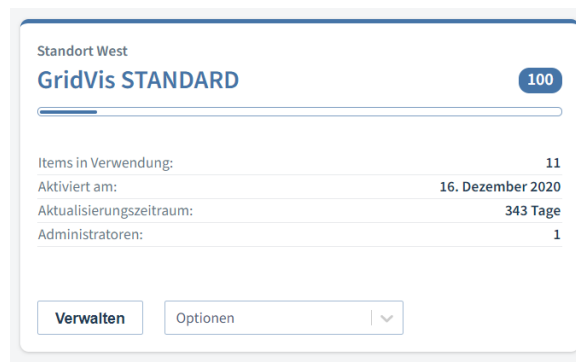 Standort West
GridVis STANDARD 100
Items in Verwendung: 11
Aktiviert am: 16. Dezember 2020
Aktualisierungszeitraum: 343 Tage
Administratoren: 1
Verwalten Optionen